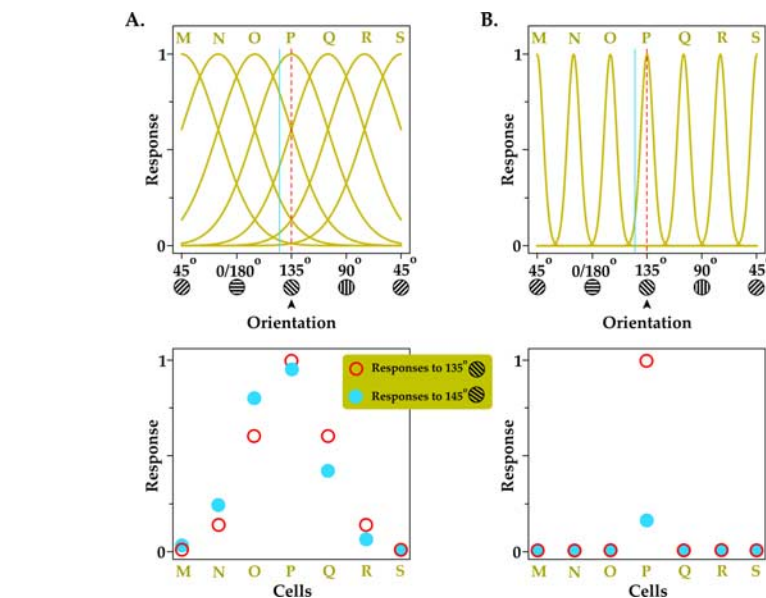 A.
M N O P Q R S
1
Response
0
45° 0/180° 135° 90° 45°
Orientation
B.
M N O P Q R S
1
Response
0
45° 0/180° 135° 90° 45°
Orientation
1
Response
0
M N O P Q R S
Cells
Responses to 135°
Responses to 145°
1
Response
0
M N O P Q R S
Cells